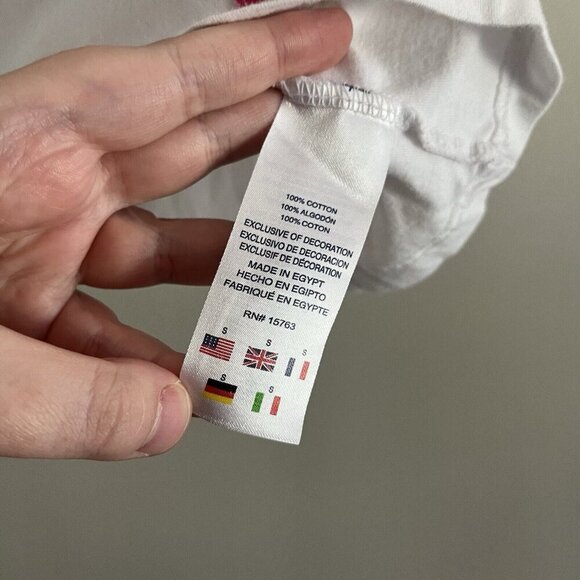 100% COTTON
100% ALGODÓN
100% COTON
EXCLUSIVE OF DECORATION
EXCLUSIVO DE DECORACION
EXCLUSIF DE DÉCORATION
MADE IN EGYPT
HECHO EN EGIPTO
FABRIQUÉ EN EGYPTE
RN# 15763
S S S
S S